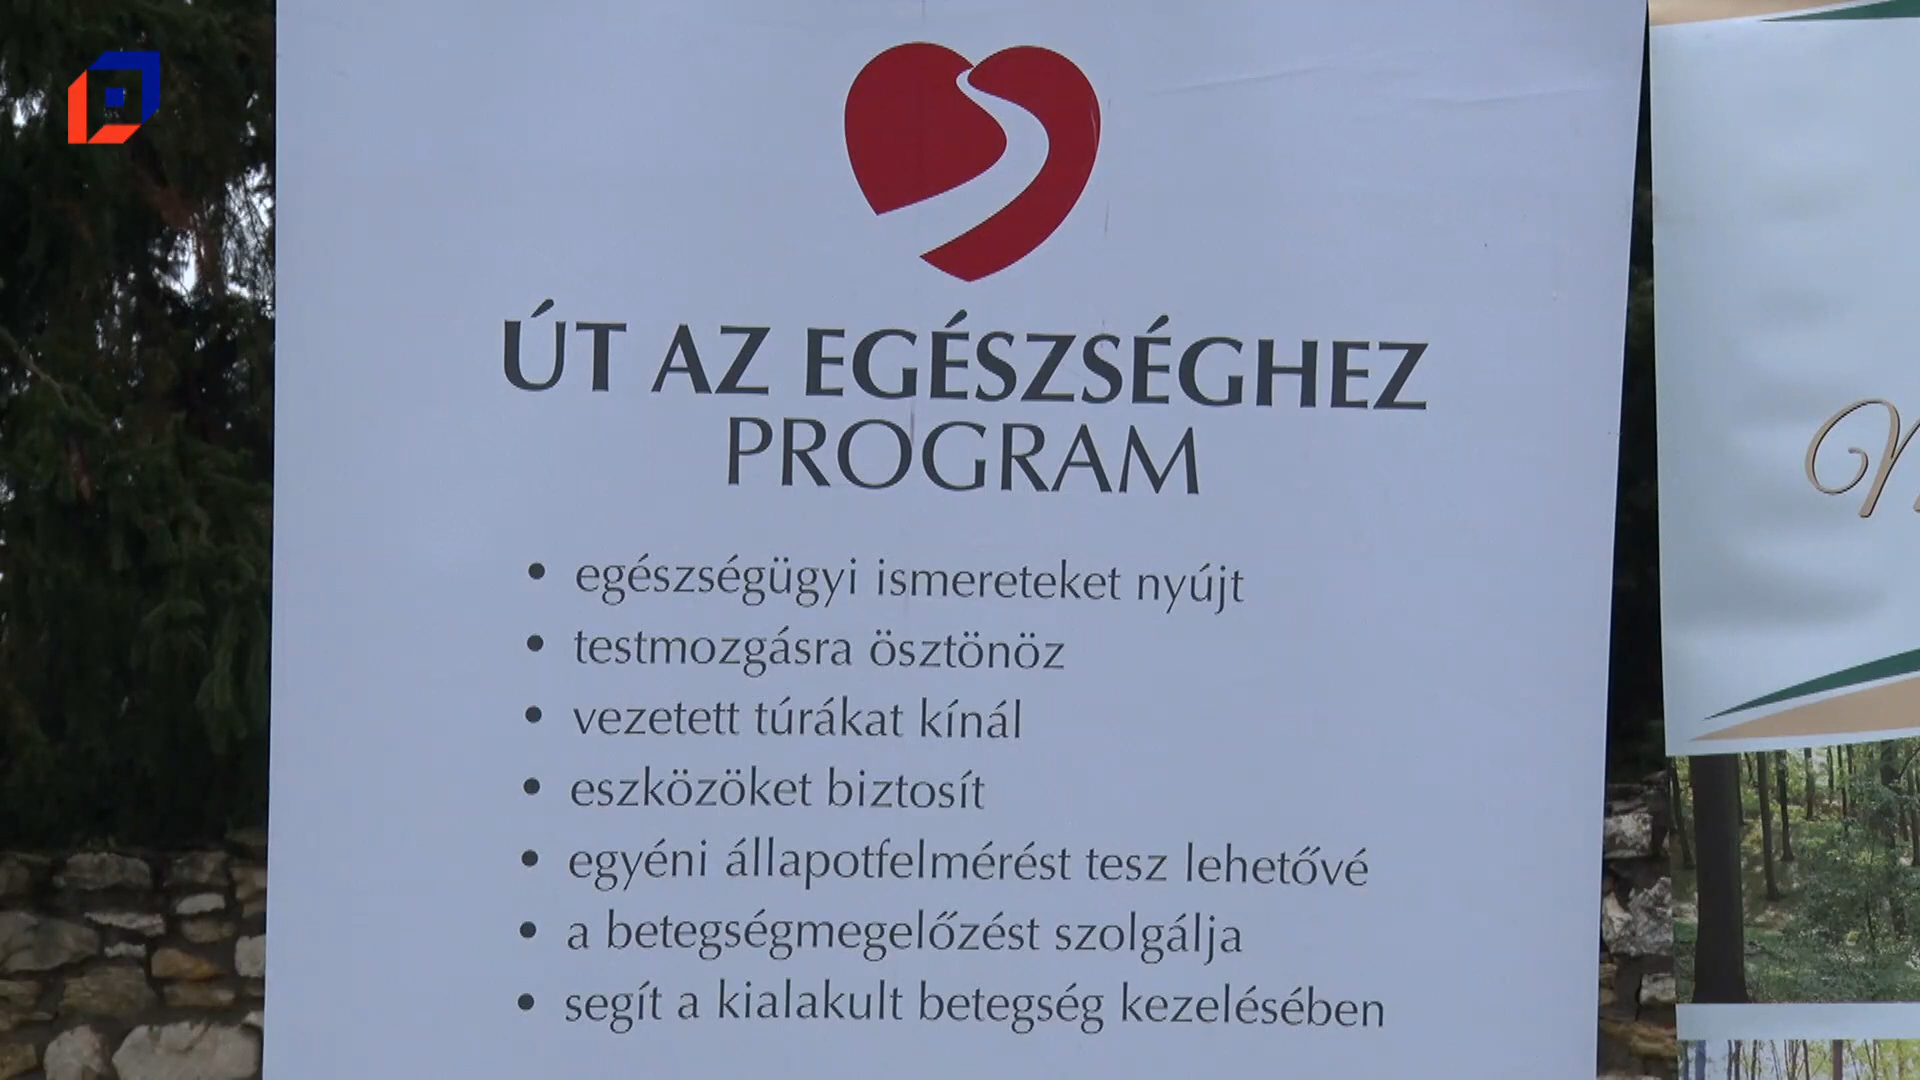 ÚT AZ EGÉSZSÉGHEZ
PROGRAM
• egészségügyi ismereteket nyújt
• testmozgásra ösztönöz
• vezetett túrákat kínál
• eszközöket biztosít
• egyéni állapotfelmérést tesz lehetővé
• a betegségmegelőzést szolgálja
• segít a kialakult betegség kezelésében